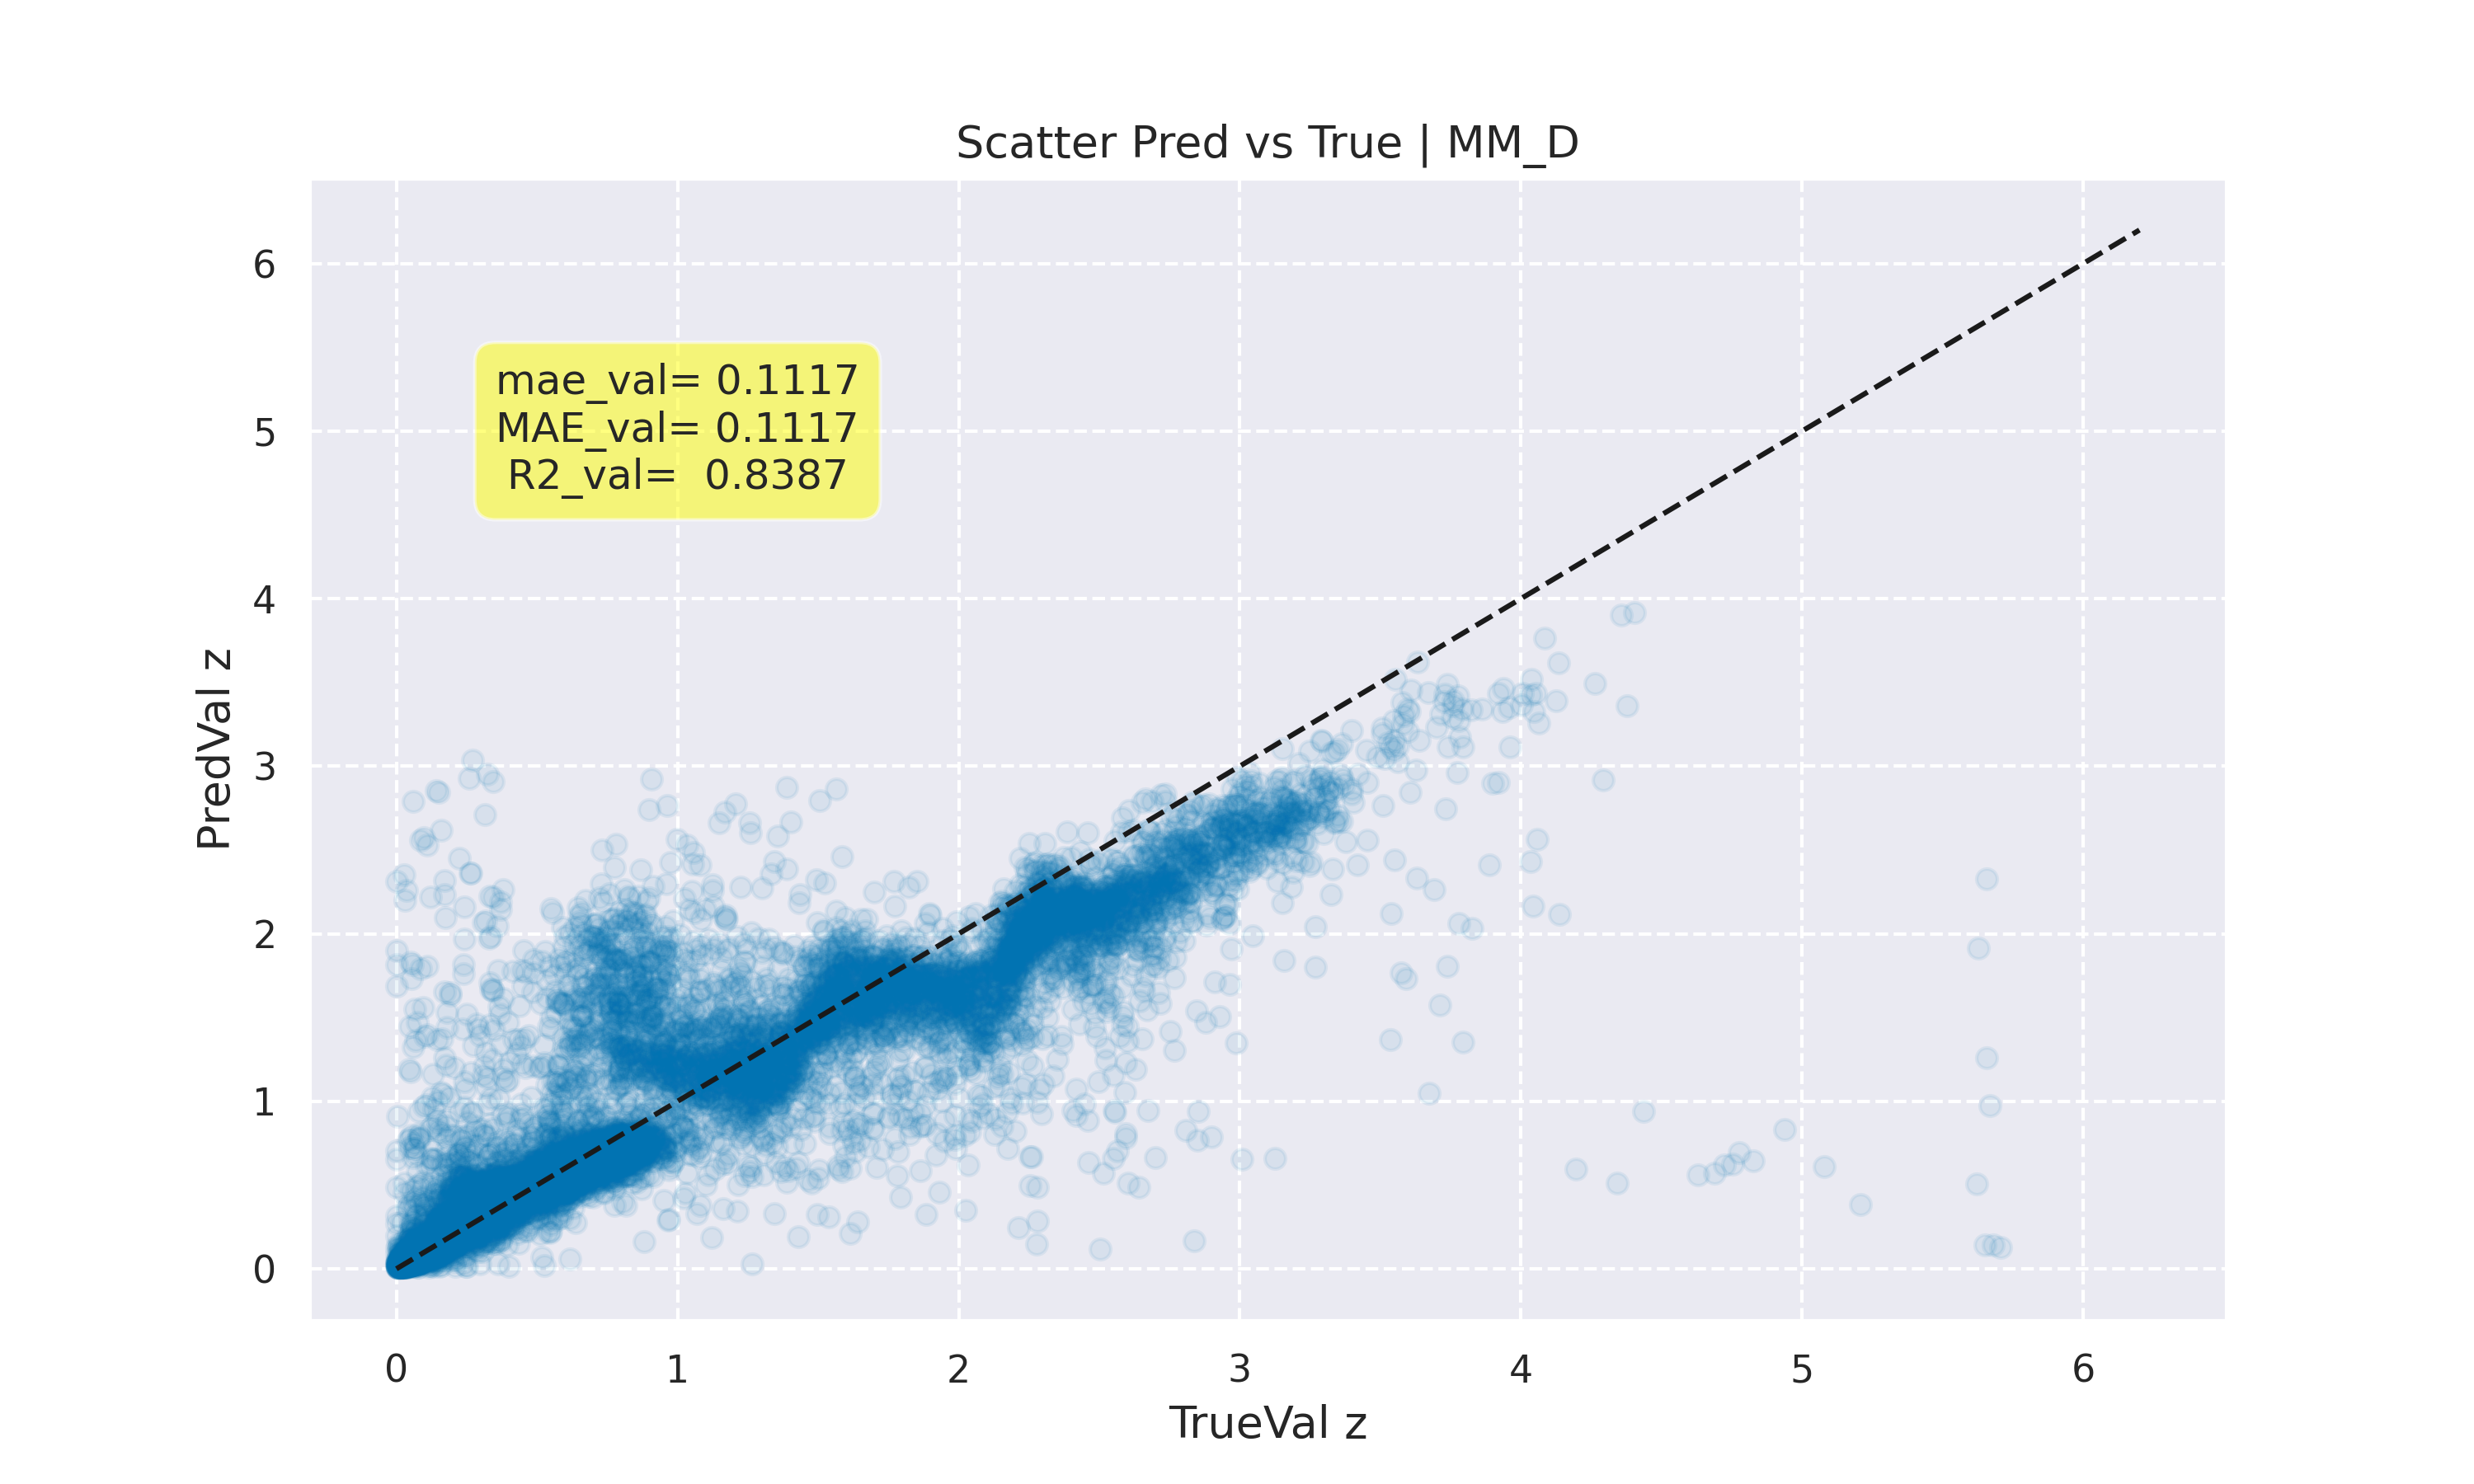 Scatter Pred vs True | MM_D
6
5
4
3
2
1
0
mae_val= 0.1117
MAE_val= 0.1117
R2_val=  0.8387
PredVal z
0 1 2 3 4 5 6
TrueVal z